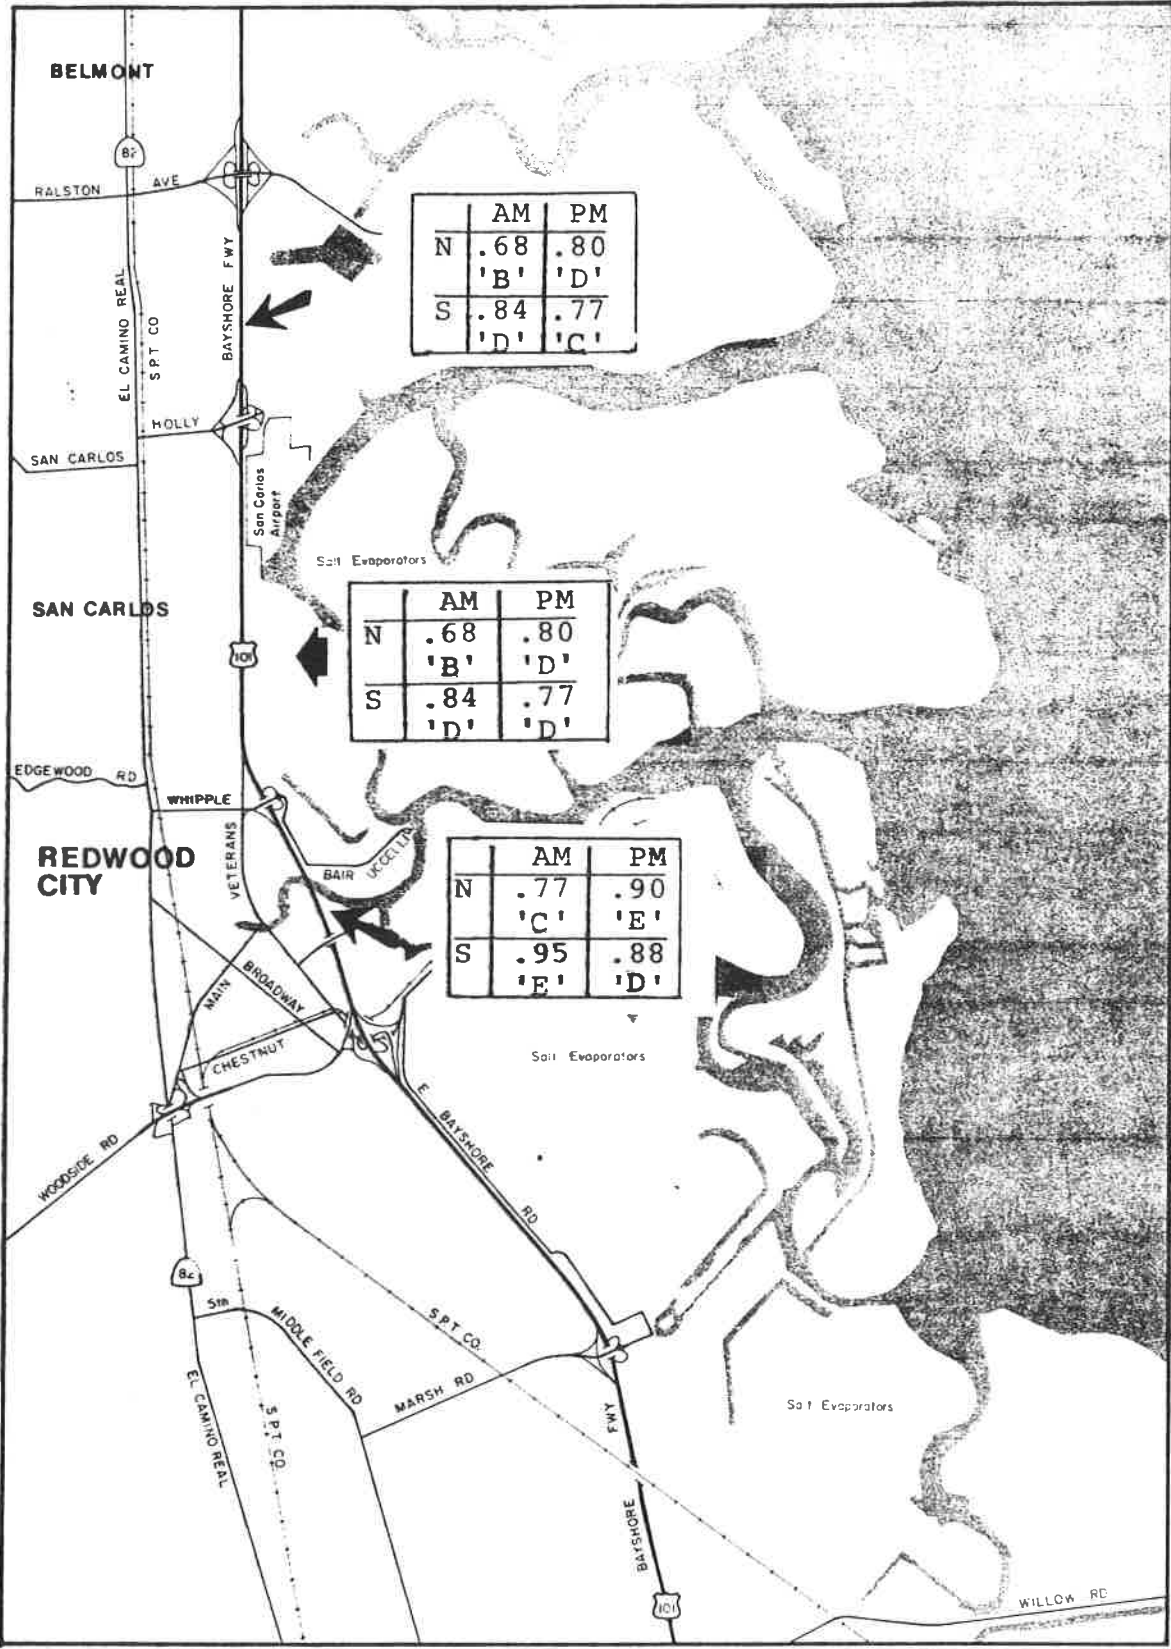 BELMONT
82
RALSTON AVE
BAYSHORE FWY
EL CAMINO REAL
S.P.T. CO
AM PM
N .68 .80
'B' 'D'
S .84 .77
'D' 'C'
HOLLY
SAN CARLOS
San Carlos
Airport
Salt Evaporators
SAN CARLOS
101
AM PM
N .68 .80
'B' 'D'
S .84 .77
'D' 'D'
EDGEWOOD RD
WHIPPLE
VETERANS
REDWOOD
CITY
BAIR
AM PM
N .77 .90
'C' 'E'
S .95 .88
'E' 'D'
MAIN
BROADWAY
CHESTNUT
Salt Evaporators
E BAYSHORE RD
WOODSIDE RD
82
5th
MIDDLE FIELD RD
S.P.T. CO.
MARSH RD
EL CAMINO REAL
S.P.T. CO.
Salt Evaporators
BAYSHORE FWY
101
WILLOW RD